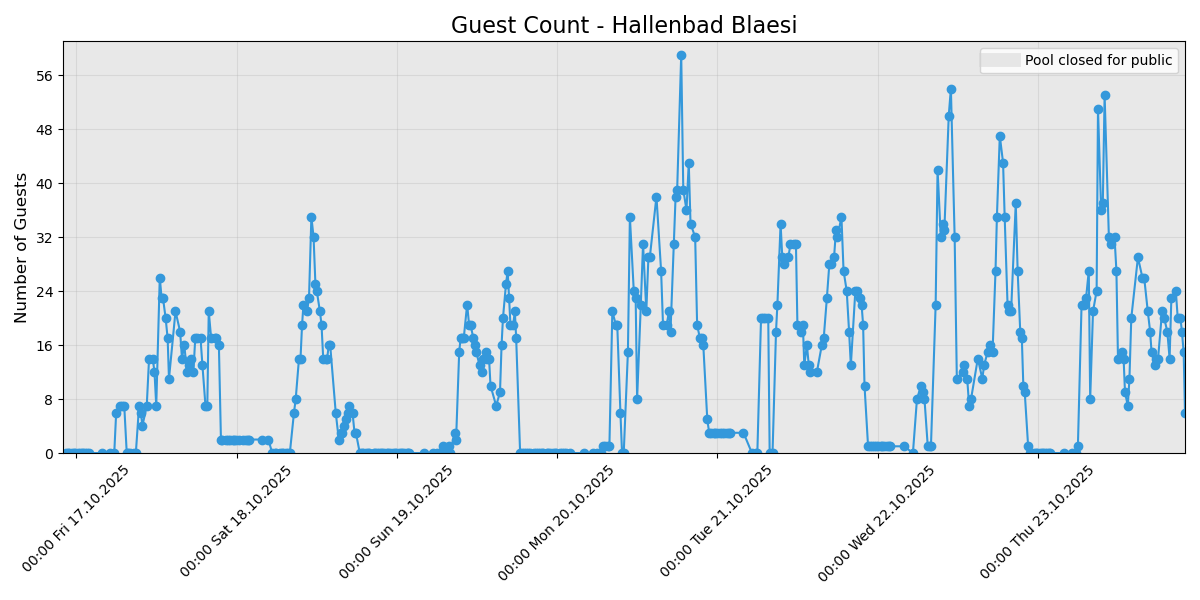 Guest Count - Hallenbad Blaesi
Pool closed for public
Number of Guests
56
48
40
32
24
16
8
0
00:00 Fri 17.10.2025
00:00 Sat 18.10.2025
00:00 Sun 19.10.2025
00:00 Mon 20.10.2025
00:00 Tue 21.10.2025
00:00 Wed 22.10.2025
00:00 Thu 23.10.2025